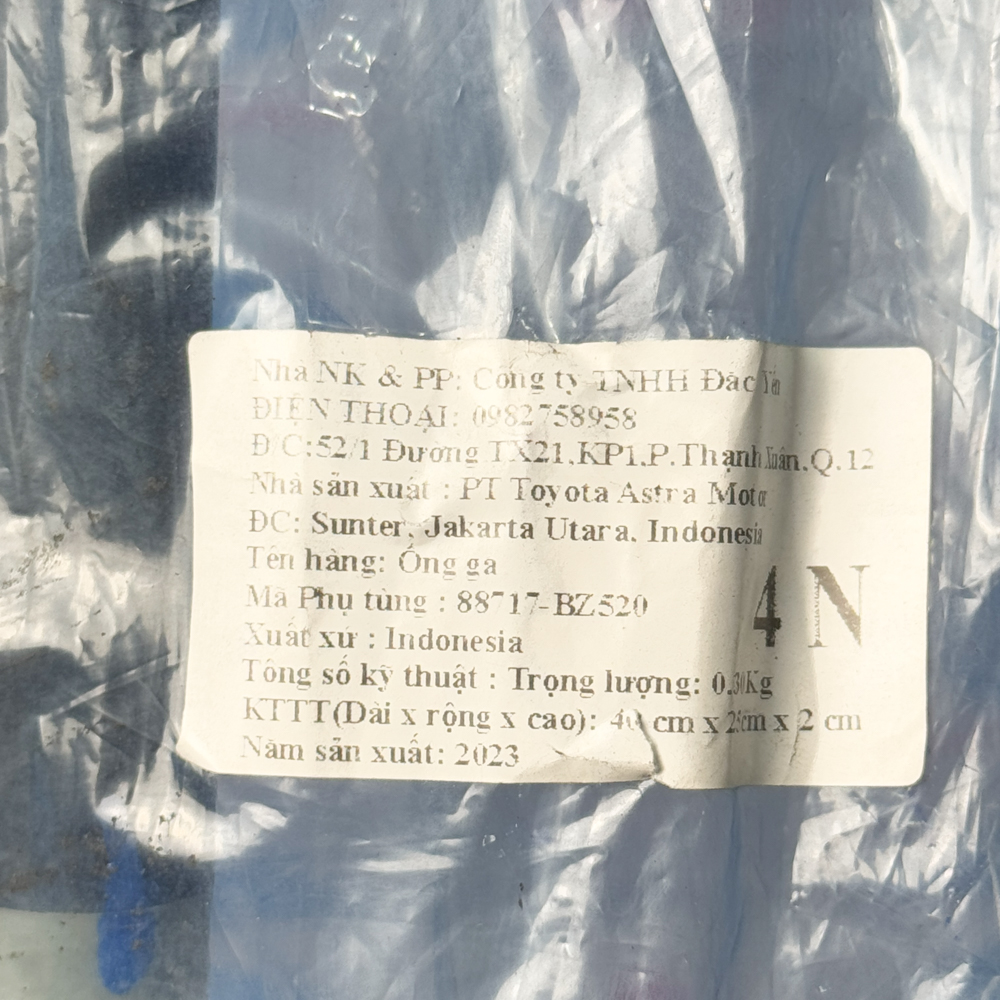 Nhà NK & PP: Công ty TNHH Đắc
ĐIỆN THOẠI: 0982758958
Đ/C:52/1 Đường TX21,KP1,P.Thạnh Xuân,Q.12
Nhà sản xuất : PT Toyota Astra Motor
ĐC: Sunter, Jakarta Utara, Indonesia
Tên hàng: Ống ga
Mã Phụ tùng : 88717-BZ520
4 N
Xuất xứ : Indonesia
Tông số kỹ thuật : Trọng lượng: 0.30Kg
KTTT(Dài x rộng x cao): cm x x 2 cm
Năm sản xuất: 2023